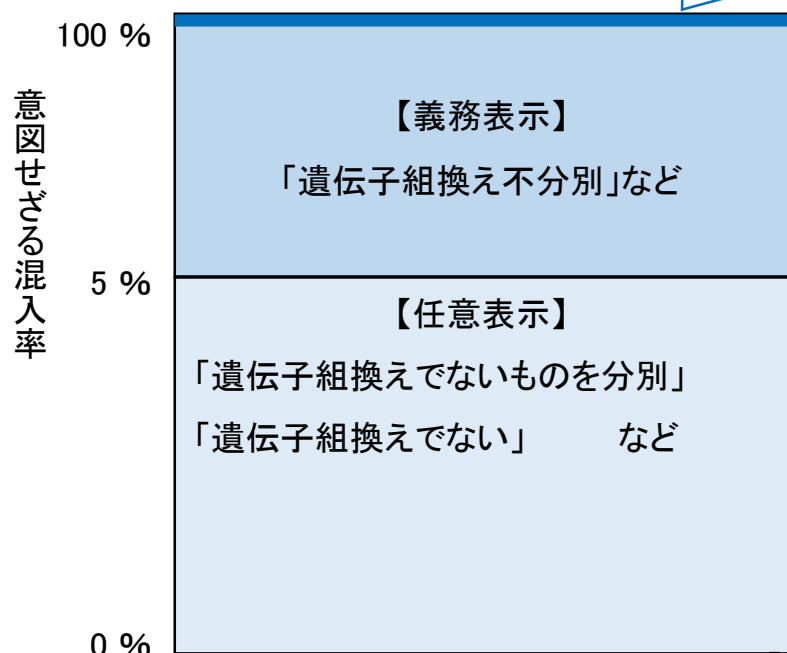 100 %
【義務表示】
「遺伝子組換え不分別」など
意図せざる混入率
5 %
【任意表示】
「遺伝子組換えでないものを分別」
「遺伝子組換えでない」 など
0 %